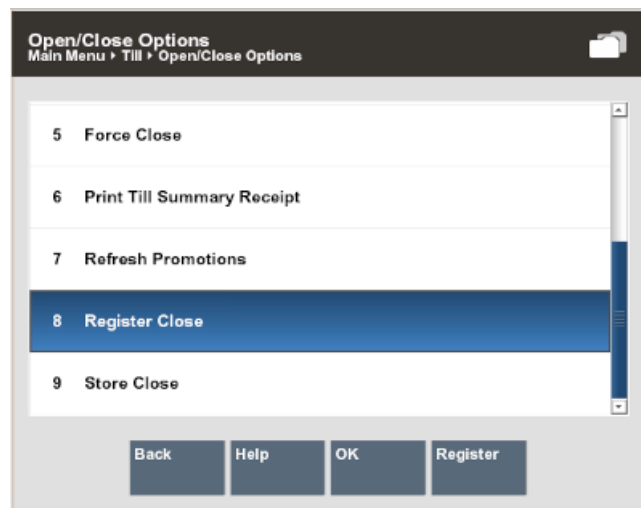 Open/Close Options
Main Menu ▸ Till ▸ Open/Close Options
5 Force Close
6 Print Till Summary Receipt
7 Refresh Promotions
8 Register Close
9 Store Close
Back Help OK Register